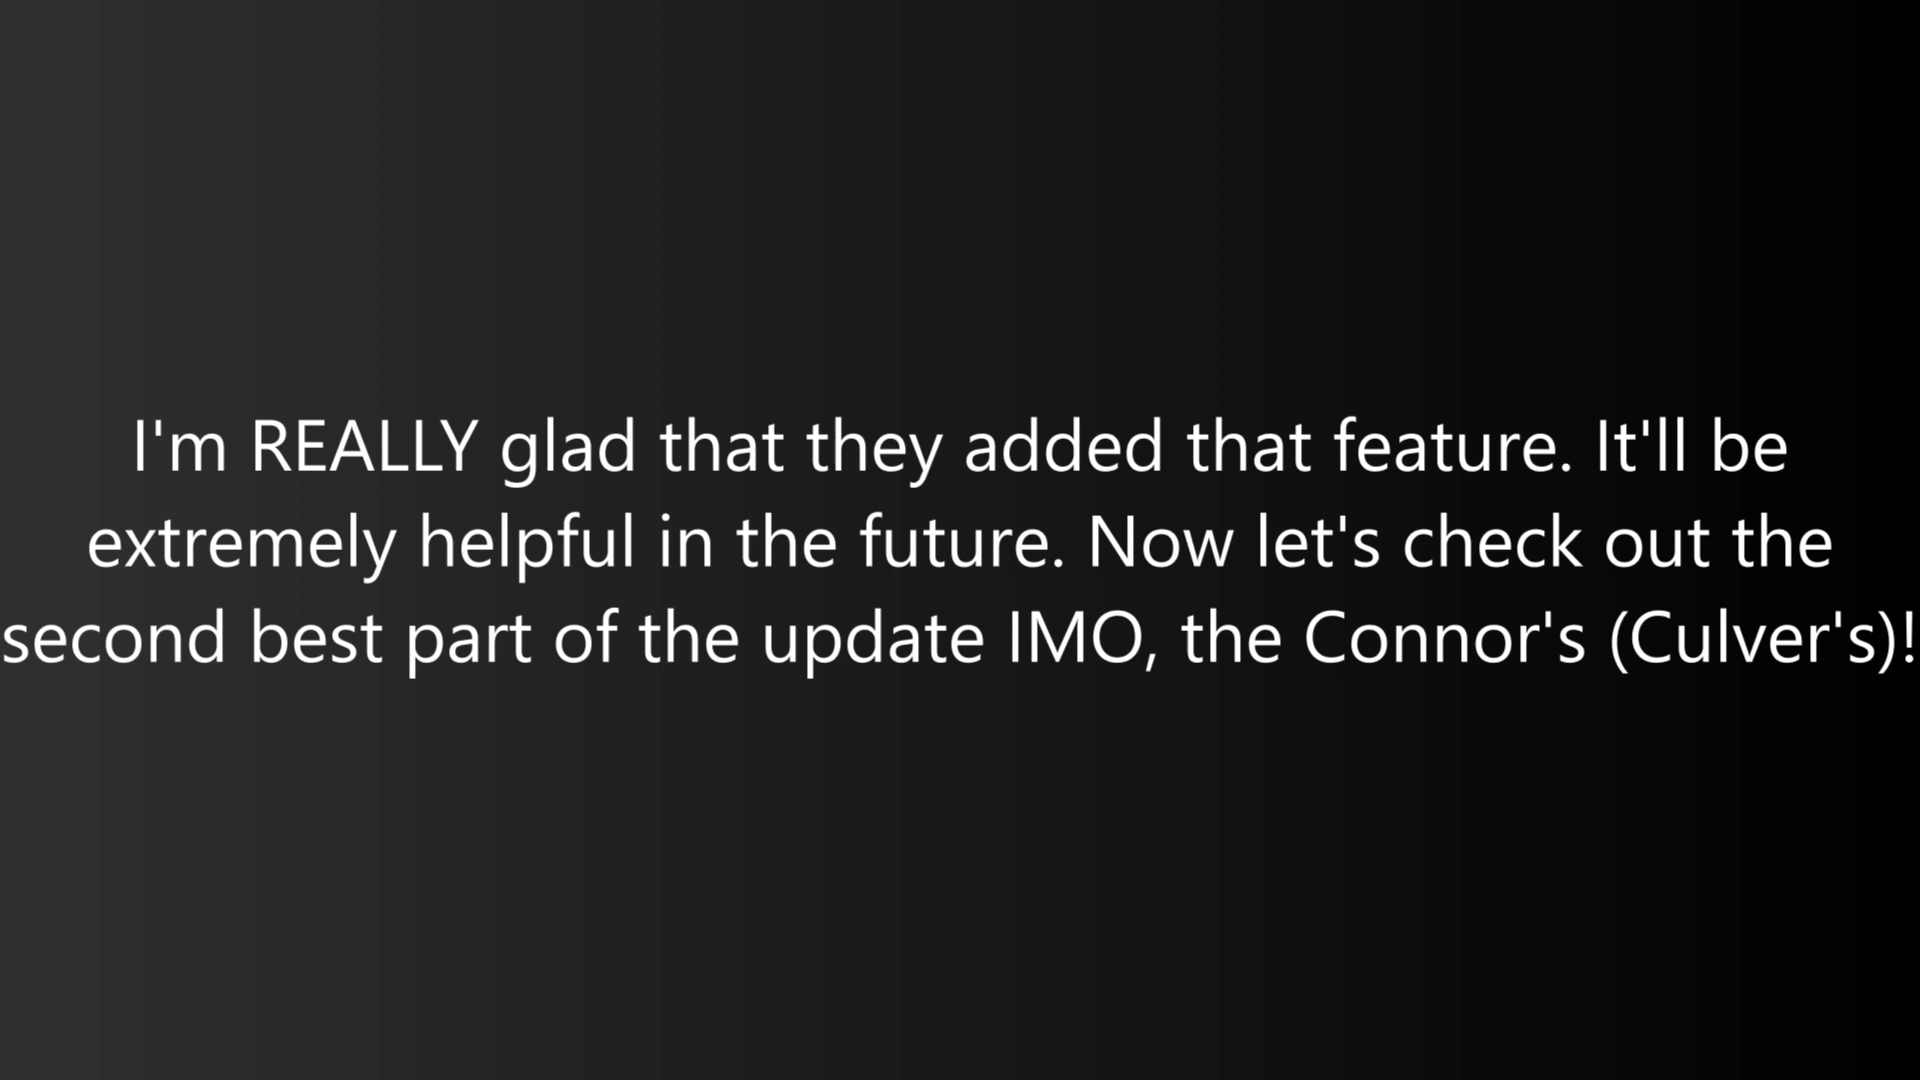 I'm REALLY glad that they added that feature. It'll be
extremely helpful in the future. Now let's check out the
second best part of the update IMO, the Connor's (Culver's)!